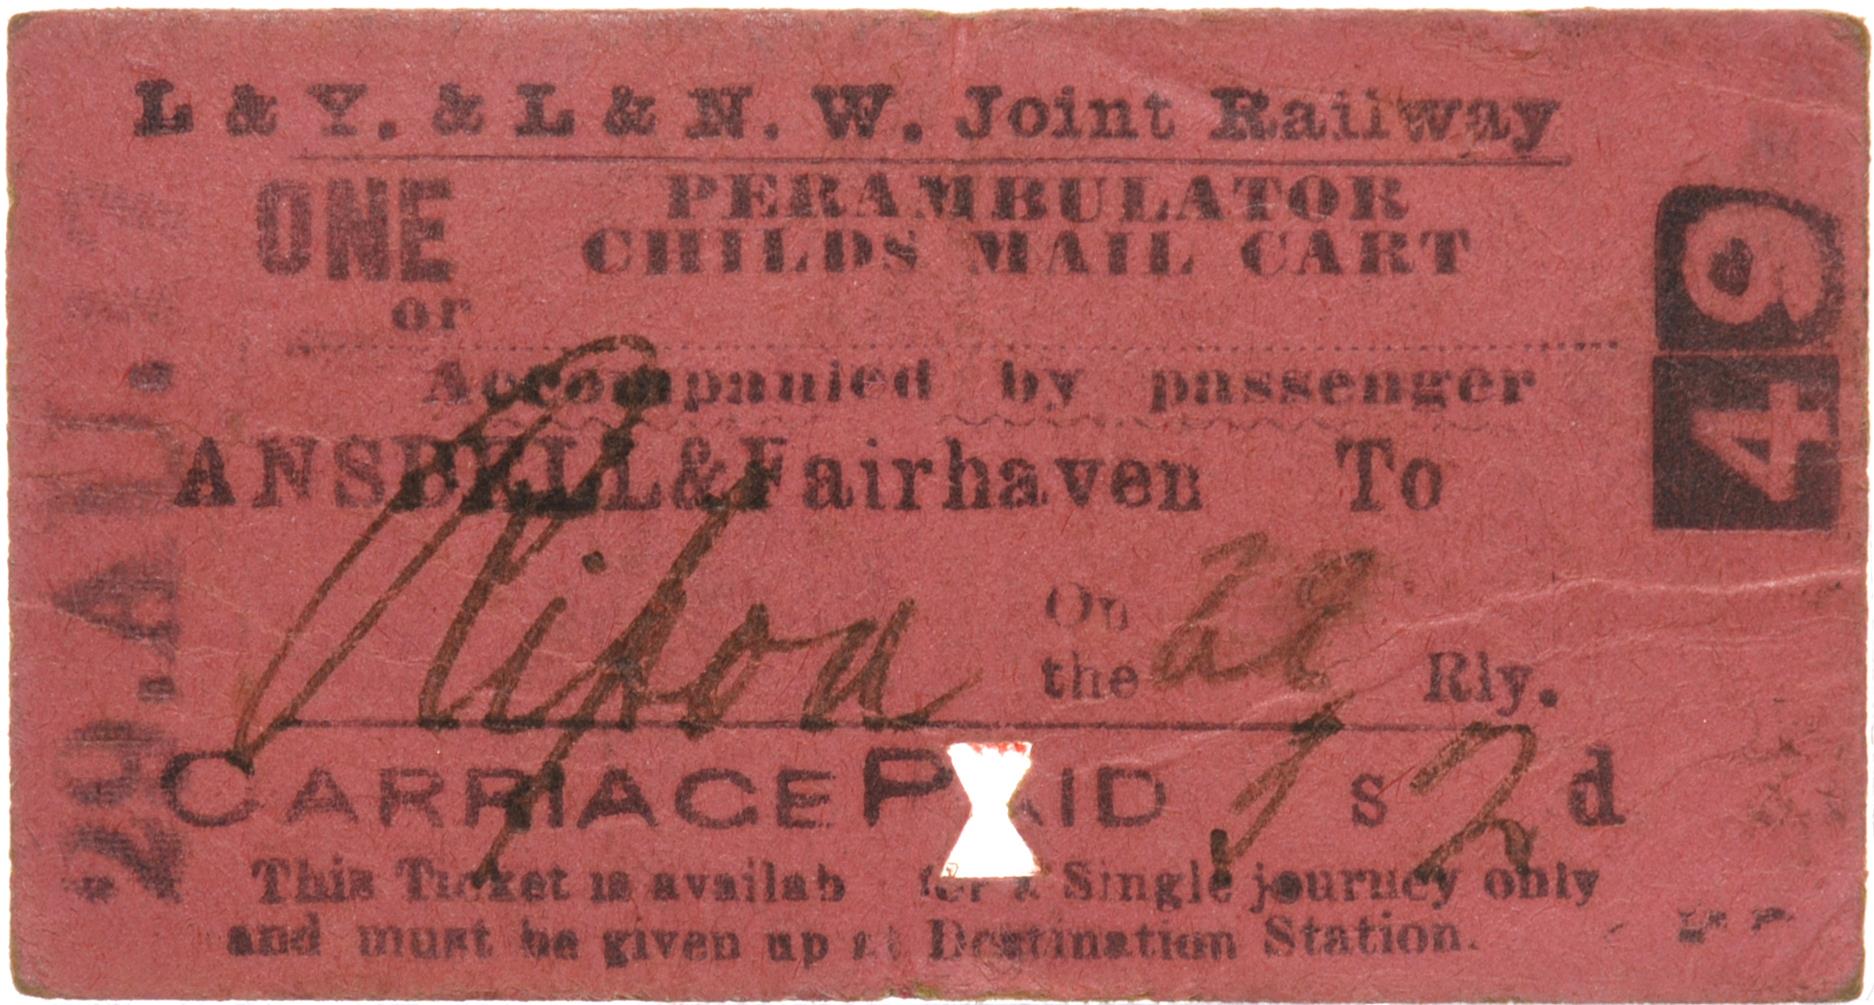 L & Y. & L & N. W. Joint Railway
ONE PERAMBULATOR
CHILDS MAIL CART
or
Accompanied by passenger
ANSDELL & Fairhaven To
Ripon On the Rly.
CARRIAGE PAID 1 s 2 d
This Ticket is availab for a Single journey only
and must be given up at Destination Station.
49